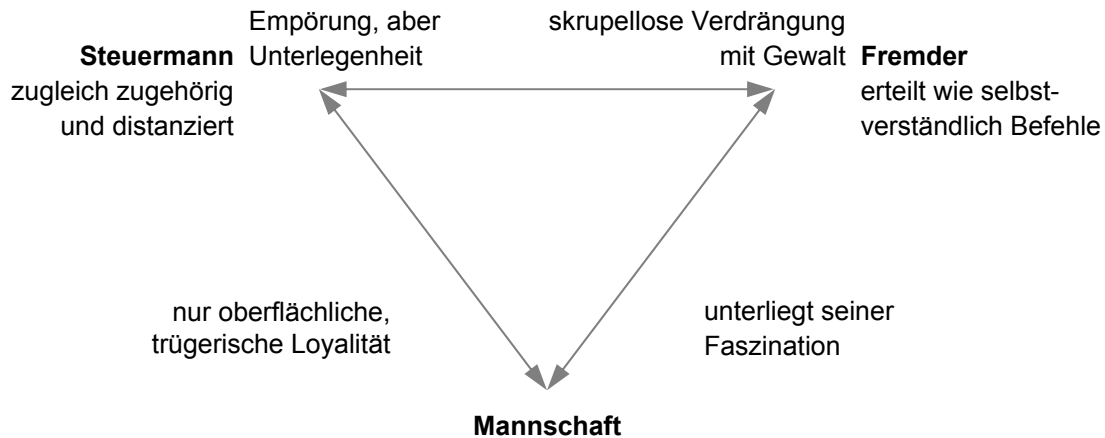 Empörung, aber
Unterlegenheit
skrupellose Verdrängung
mit Gewalt
Steuermann
zugleich zugehörig
und distanziert
Fremder
erteilt wie selbst-
verständlich Befehle
nur oberflächliche,
trügerische Loyalität
unterliegt seiner
Faszination
Mannschaft